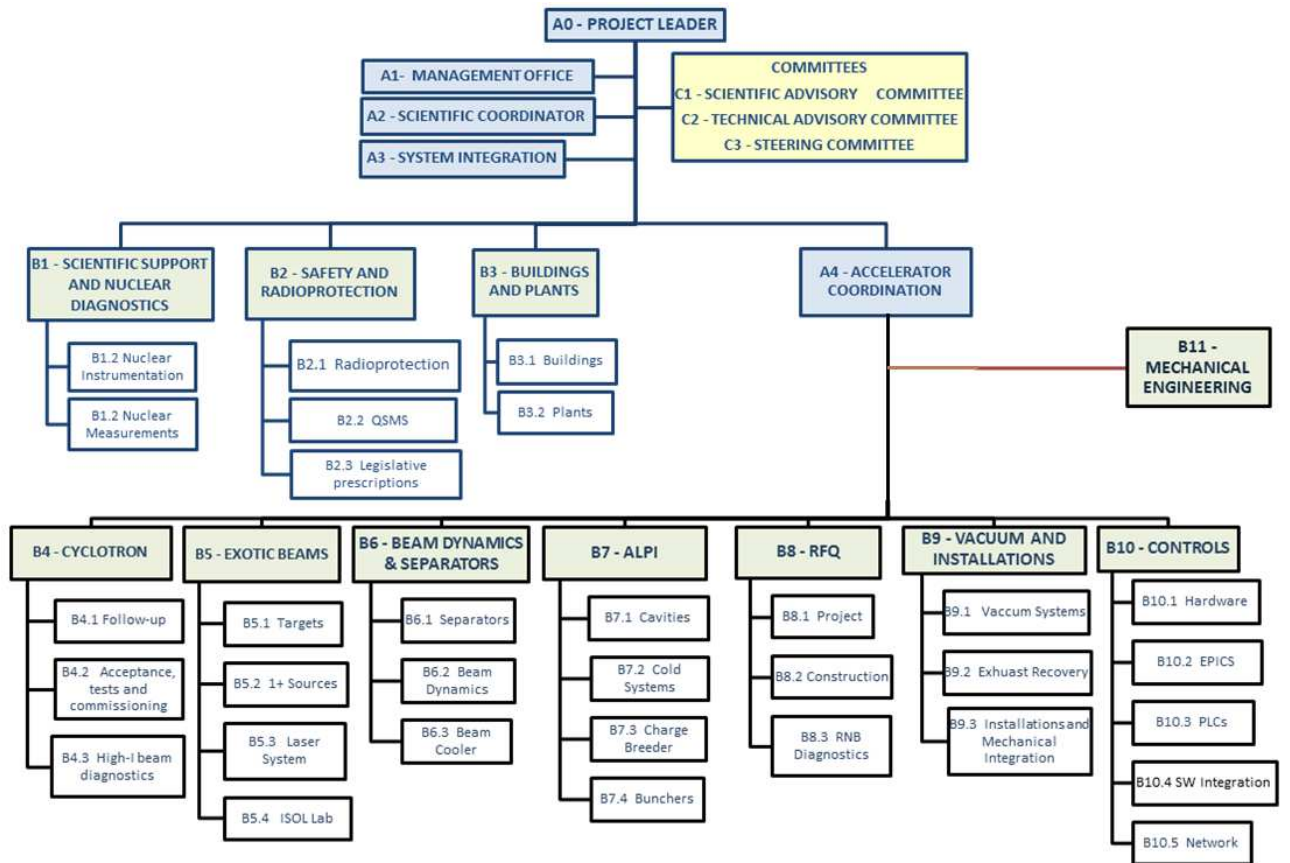 A0 - PROJECT LEADER
A1- MANAGEMENT OFFICE
A2 - SCIENTIFIC COORDINATOR
A3 - SYSTEM INTEGRATION
COMMITTEES
C1 - SCIENTIFIC ADVISORY COMMITTEE
C2 - TECHNICAL ADVISORY COMMITTEE
C3 - STEERING COMMITTEE
B1 - SCIENTIFIC SUPPORT
AND NUCLEAR
DIAGNOSTICS
B1.2 Nuclear
Instrumentation
B1.2 Nuclear
Measurements
B2 - SAFETY AND
RADIOPROTECTION
B2.1 Radioprotection
B2.2 QSMS
B2.3 Legislative
prescriptions
B3 - BUILDINGS
AND PLANTS
B3.1 Buildings
B3.2 Plants
A4 - ACCELERATOR
COORDINATION
B11 -
MECHANICAL
ENGINEERING
B4 - CYCLOTRON
B4.1 Follow-up
B4.2 Acceptance,
tests and
commissioning
B4.3 High-I beam
diagnostics
B5 - EXOTIC BEAMS
B5.1 Targets
B5.2 1+ Sources
B5.3 Laser
System
B5.4 ISOL Lab
B6 - BEAM DYNAMICS
& SEPARATORS
B6.1 Separators
B6.2 Beam
Dynamics
B6.3 Beam
Cooler
B7 - ALPI
B7.1 Cavities
B7.2 Cold
Systems
B7.3 Charge
Breeder
B7.4 Bunchers
B8 - RFQ
B8.1 Project
B8.2 Construction
B8.3 RNB
Diagnostics
B9 - VACUUM AND
INSTALLATIONS
B9.1 Vaccum Systems
B9.2 Exhuast Recovery
B9.3 Installations and
Mechanical
Integration
B10 - CONTROLS
B10.1 Hardware
B10.2 EPICS
B10.3 PLCs
B10.4 SW Integration
B10.5 Network